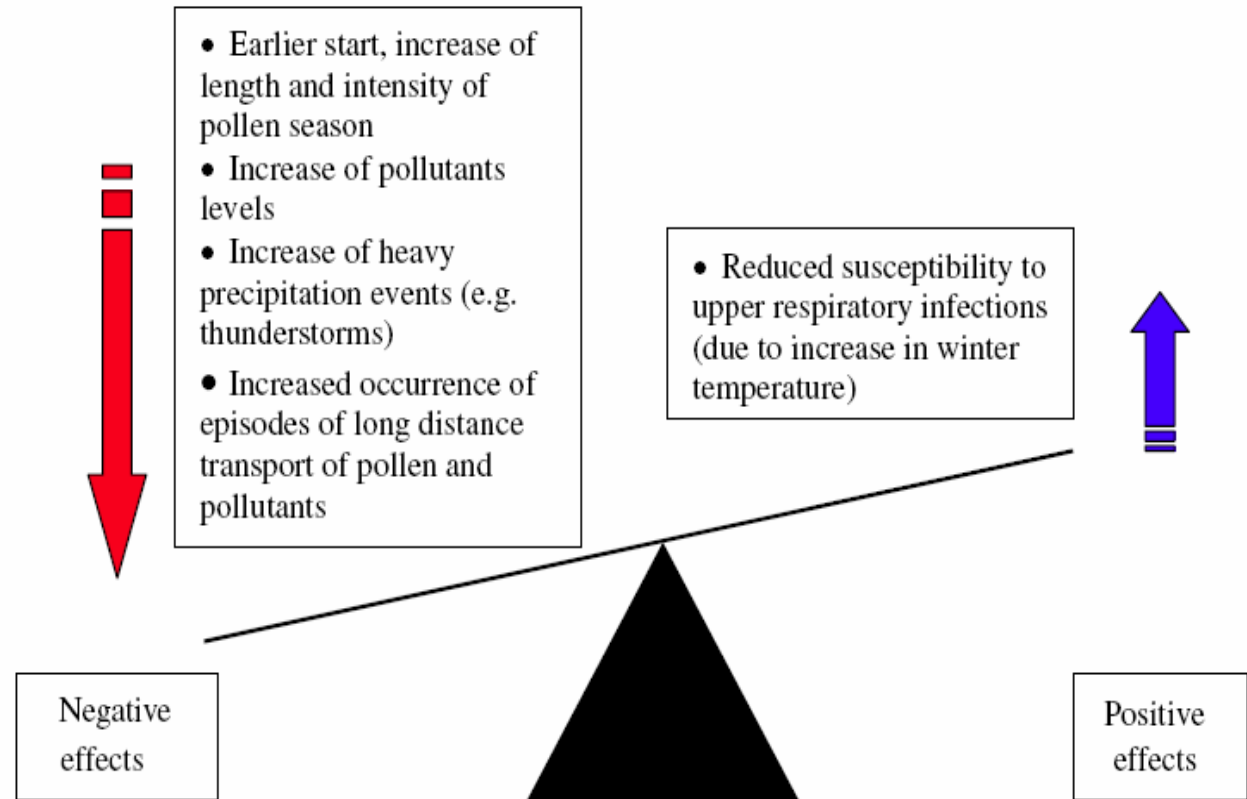 • Earlier start, increase of
length and intensity of
pollen season
• Increase of pollutants
levels
• Increase of heavy
precipitation events (e.g.
thunderstorms)
• Increased occurrence of
episodes of long distance
transport of pollen and
pollutants
• Reduced susceptibility to
upper respiratory infections
(due to increase in winter
temperature)
Negative
effects
Positive
effects